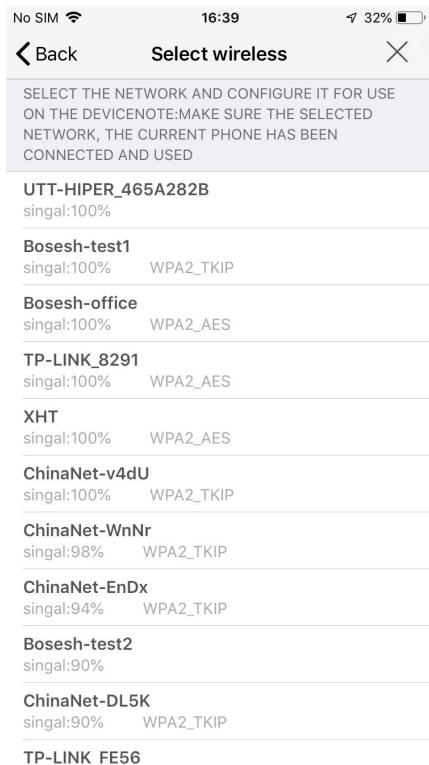 No SIM 16:39 32%
Back Select wireless
SELECT THE NETWORK AND CONFIGURE IT FOR USE
ON THE DEVICENOTE:MAKE SURE THE SELECTED
NETWORK, THE CURRENT PHONE HAS BEEN
CONNECTED AND USED
UTT-HIPER_465A282B
singal:100%
Bosesh-test1
singal:100% WPA2_TKIP
Bosesh-office
singal:100% WPA2_AES
TP-LINK_8291
singal:100% WPA2_AES
XHT
singal:100% WPA2_AES
ChinaNet-v4dU
singal:100% WPA2_TKIP
ChinaNet-WnNr
singal:98% WPA2_TKIP
ChinaNet-EnDx
singal:94% WPA2_TKIP
Bosesh-test2
singal:90%
ChinaNet-DL5K
singal:90% WPA2_TKIP
TP-LINK_FE56